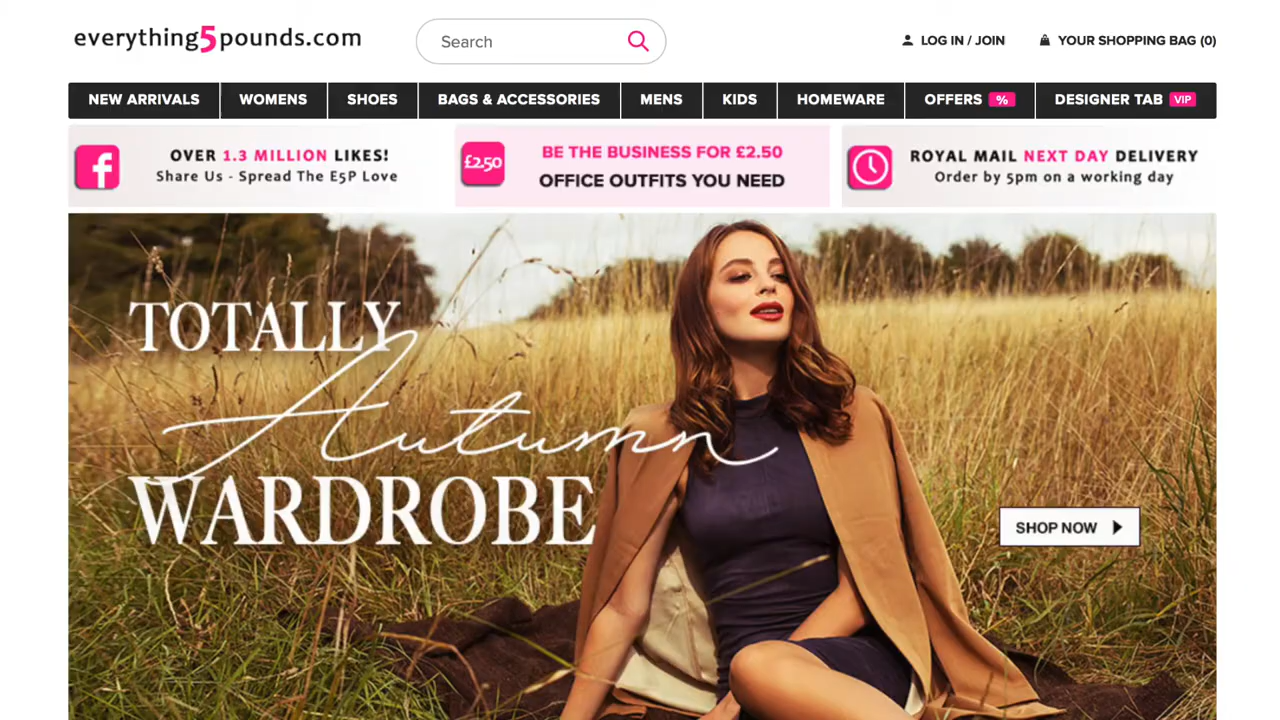 everything5pounds.com
Search
LOG IN / JOIN
YOUR SHOPPING BAG (0)
NEW ARRIVALS
WOMENS
SHOES
BAGS & ACCESSORIES
MENS
KIDS
HOMEWARE
OFFERS %
DESIGNER TAB VIP
f
OVER 1.3 MILLION LIKES!
Share Us - Spread The E5P Love
£2.50
BE THE BUSINESS FOR £2.50
OFFICE OUTFITS YOU NEED
ROYAL MAIL NEXT DAY DELIVERY
Order by 5pm on a working day
TOTALLY
Autumn
WARDROBE
SHOP NOW